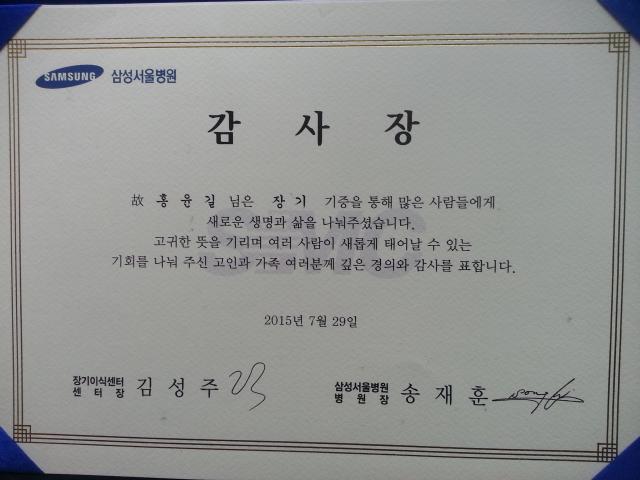 SAMSUNG 삼성서울병원
감 사 장
故 홍윤길 님은 장기 기증을 통해 많은 사람들에게
새로운 생명과 삶을 나눠주셨습니다.
고귀한 뜻을 기리며 여러 사람이 새롭게 태어날 수 있는
기회를 나눠 주신 고인과 가족 여러분께 깊은 경의와 감사를 표합니다.
2015년 7월 29일
장기이식센터
센 터 장 김 성 주
삼성서울병원
병 원 장 송 재 훈